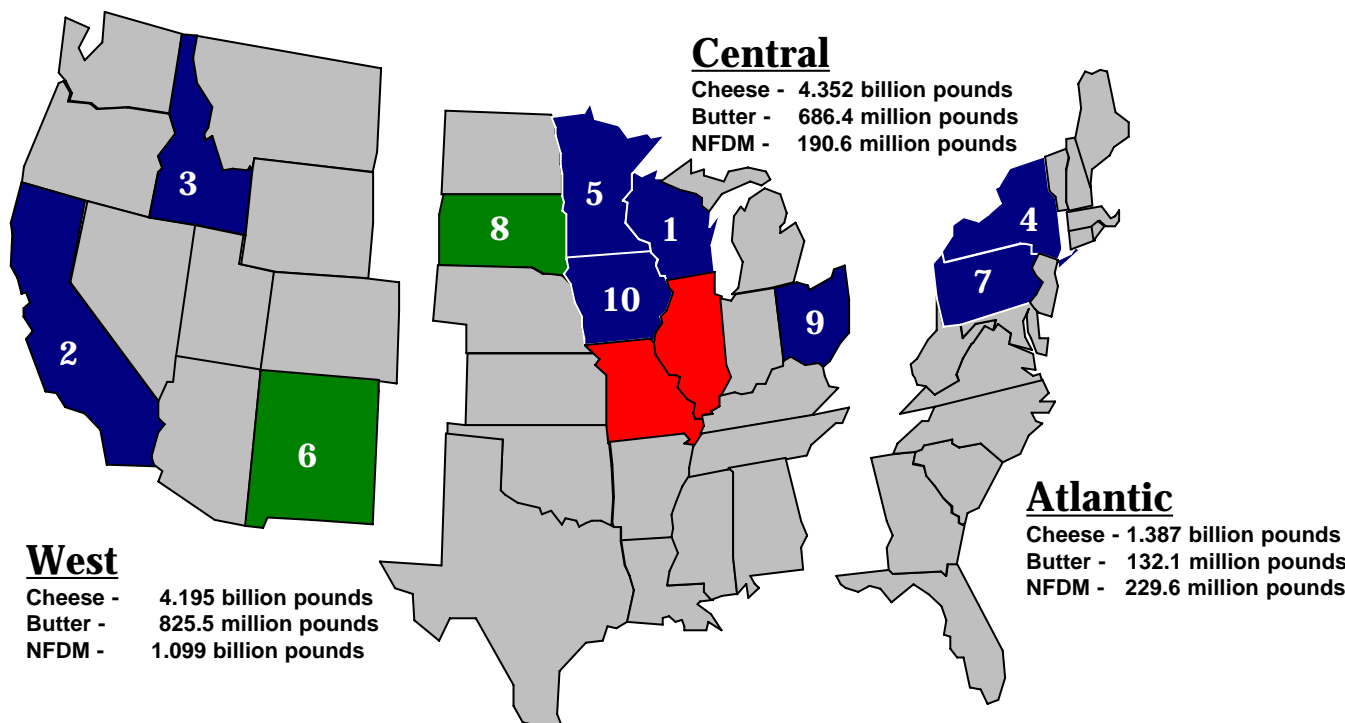 Central
Cheese - 4.352 billion pounds
Butter - 686.4 million pounds
NFDM - 190.6 million pounds
3
5
1
4
8
7
10
9
2
6
Atlantic
Cheese - 1.387 billion pounds
Butter - 132.1 million pounds
NFDM - 229.6 million pounds
West
Cheese - 4.195 billion pounds
Butter - 825.5 million pounds
NFDM - 1.099 billion pounds